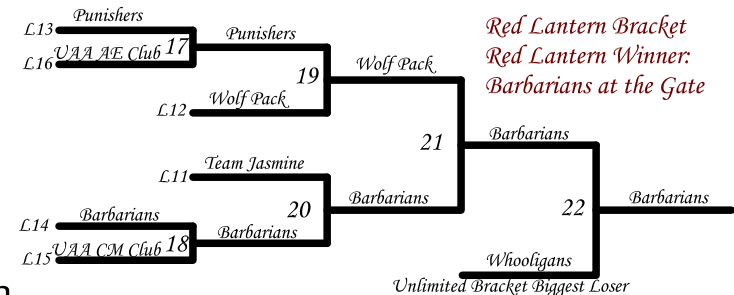 Punishers
L13
UAA AE Club
17
L16
Punishers
19
Wolf Pack
L12
Wolf Pack
21
Team Jasmine
L11
Barbarians
L14
UAA CM Club
18
L15
Barbarians
20
Barbarians
Barbarians
22
Whooligans
Unlimited Bracket Biggest Loser
Barbarians
Red Lantern Bracket
Red Lantern Winner:
Barbarians at the Gate